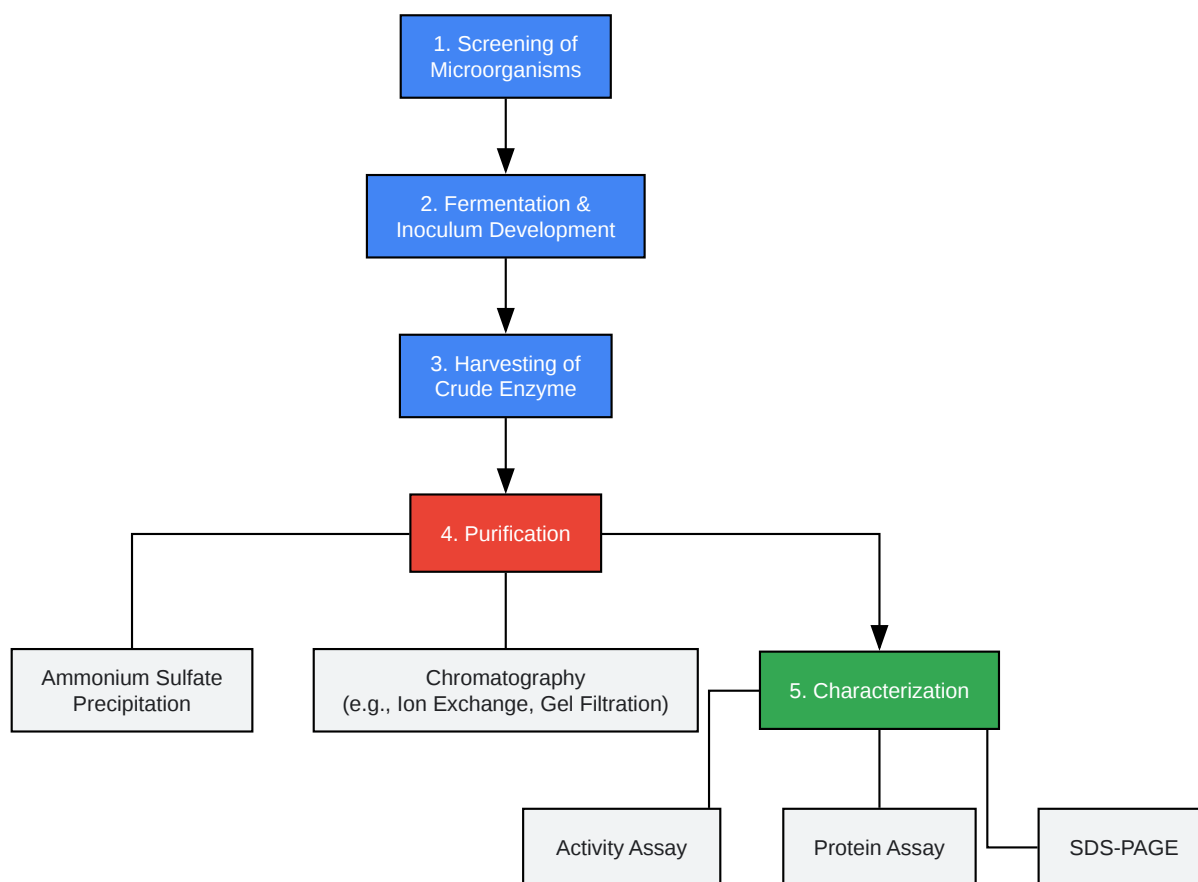 1. Screening of
Microorganisms
2. Fermentation &
Inoculum Development
3. Harvesting of
Crude Enzyme
4. Purification
Ammonium Sulfate
Precipitation
Chromatography
(e.g., Ion Exchange, Gel Filtration)
5. Characterization
Activity Assay
Protein Assay
SDS-PAGE